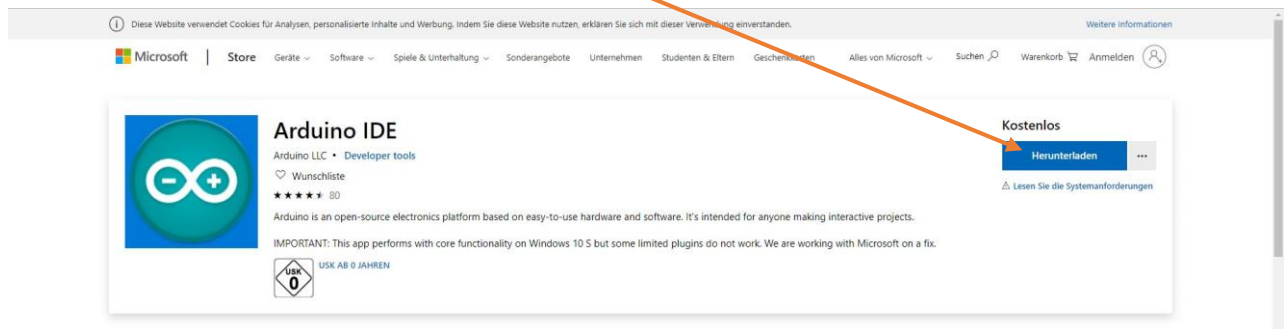 Diese Website verwendet Cookies für Analysen, personalisierte Inhalte und Werbung. Indem Sie diese Website nutzen, erklären Sie sich mit dieser Verwendung einverstanden. Weitere Informationen
Microsoft | Store Geräte Software Spiele & Unterhaltung Sonderangebote Unternehmen Studenten & Eltern Geschenkkarten Alles von Microsoft Suchen Warenkorb Anmelden
Arduino IDE
Kostenlos
Arduino LLC • Developer tools
Herunterladen ...
Wunschliste
80
Lesen Sie die Systemanforderungen
Arduino is an open-source electronics platform based on easy-to-use hardware and software. It's intended for anyone making interactive projects.
IMPORTANT: This app performs with core functionality on Windows 10 S but some limited plugins do not work. We are working with Microsoft on a fix.
USK
0
USK AB 0 JAHREN